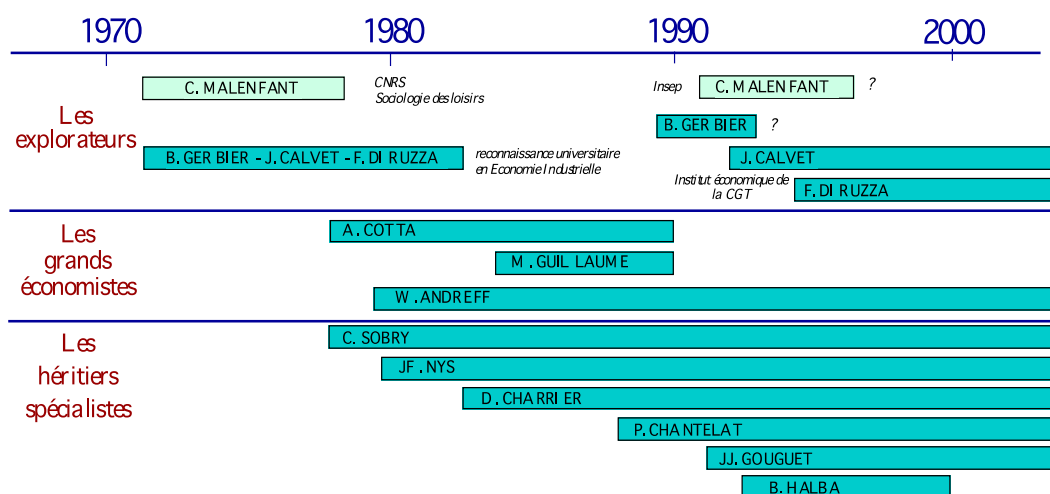 1970 1980 1990 2000
Les
explorateurs
C. MALENFANT
CNRS
Sociologie des loisirs
Insep
C. MALENFANT
?
B. GERBIER
?
B. GERBIER - J. CALVET - F. DI RUZZA
reconnaissance universitaire
en Economie Industrielle
J. CALVET
Institut économique de
la CGT
F. DI RUZZA
Les
grands
économistes
A. COTTA
M. GUILLAUME
W. ANDREFF
Les
héritiers
spécialistes
C. SOBRY
JF. NYS
D. CHARRIER
P. CHANTELAT
JJ. GOUGUET
B. HALBA